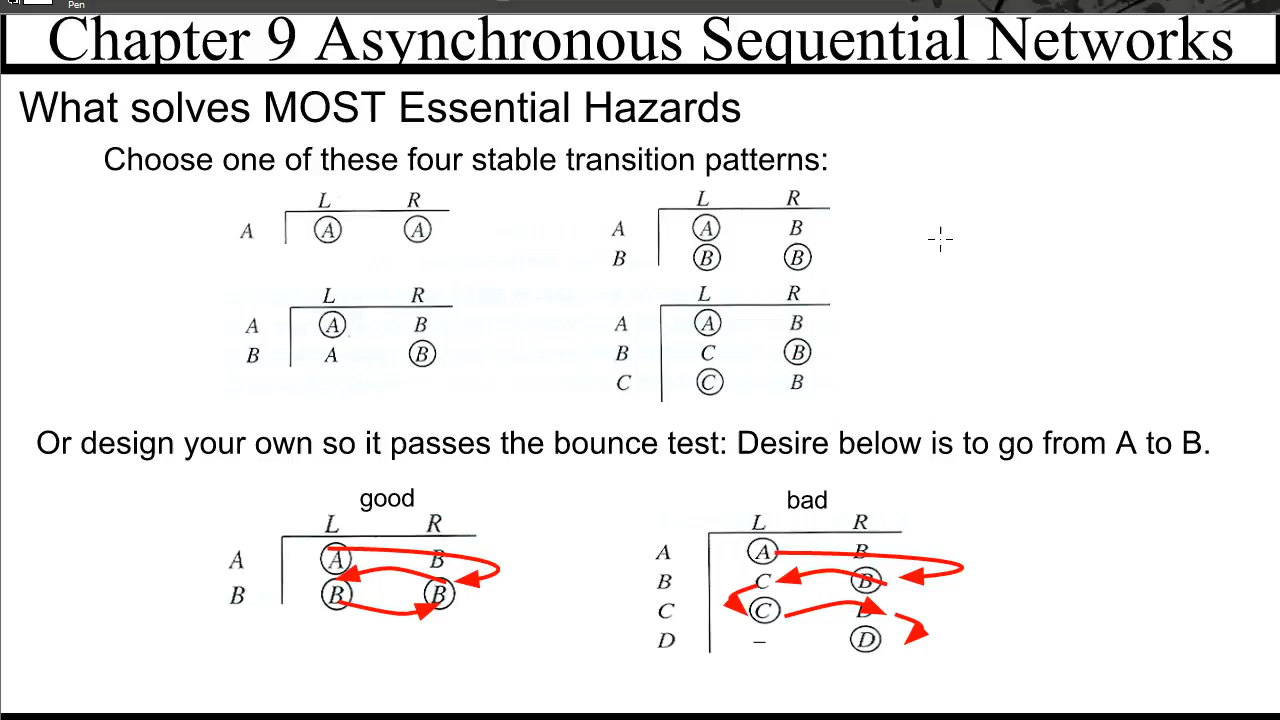 Pen
Chapter 9 Asynchronous Sequential Networks
What solves MOST Essential Hazards
Choose one of these four stable transition patterns:
L R
A A A
L R
A A B
B B B
L R
A A B
B A B
L R
A A B
B C B
C C B
Or design your own so it passes the bounce test: Desire below is to go from A to B.
good
L R
A A B
B B B
bad
L R
A A B
B C B
C C D
D – D